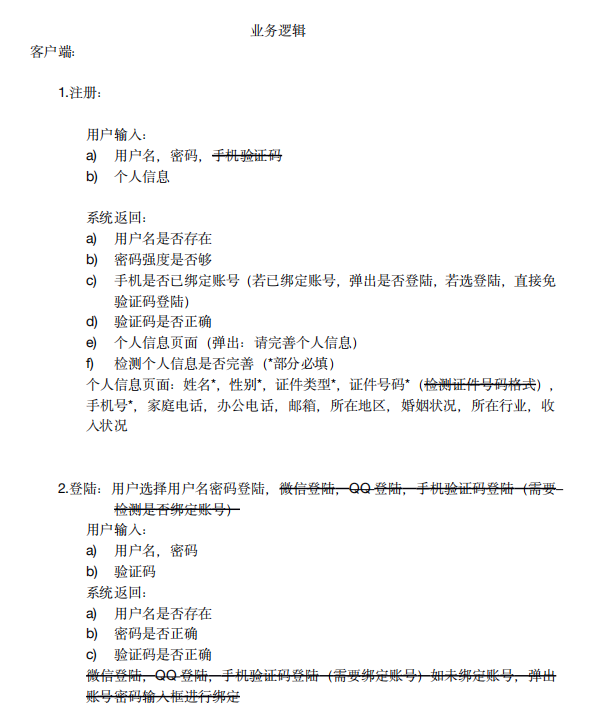 业务逻辑
客户端:
1.注册:
用户输入:
a) 用户名, 密码, 手机验证码
b) 个人信息
系统返回:
a) 用户名是否存在
b) 密码强度是否够
c) 手机是否已绑定账号 (若已绑定账号, 弹出是否登陆, 若选登陆, 直接免
验证码登陆)
d) 验证码是否正确
e) 个人信息页面 (弹出: 请完善个人信息)
f) 检测个人信息是否完善 (*部分必填)
个人信息页面: 姓名*, 性别*, 证件类型*, 证件号码* (检测证件号码格式),
手机号*, 家庭电话, 办公电话, 邮箱, 所在地区, 婚姻状况, 所在行业, 收
入状况
2.登陆: 用户选择用户名密码登陆, 微信登陆, QQ 登陆, 手机验证码登陆 (需要
检测是否绑定账号)
用户输入:
a) 用户名, 密码
b) 验证码
系统返回:
a) 用户名是否存在
b) 密码是否正确
c) 验证码是否正确
微信登陆, QQ 登陆, 手机验证码登陆 (需要绑定账号) 如未绑定账号, 弹出
账号密码输入框进行绑定